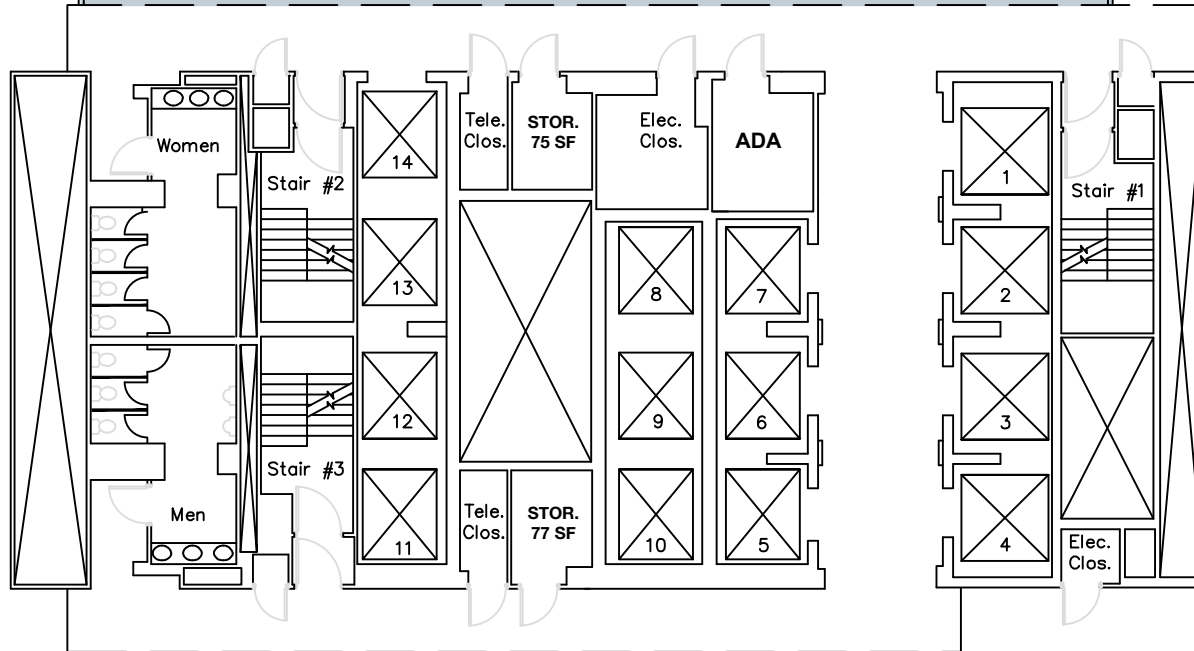 Women
Stair #2
14
Tele.
Clos.
STOR.
75 SF
Elec.
Clos.
ADA
1
Stair #1
13
8
7
2
12
9
6
3
Stair #3
Men
11
Tele.
Clos.
STOR.
77 SF
10
5
4
Elec.
Clos.